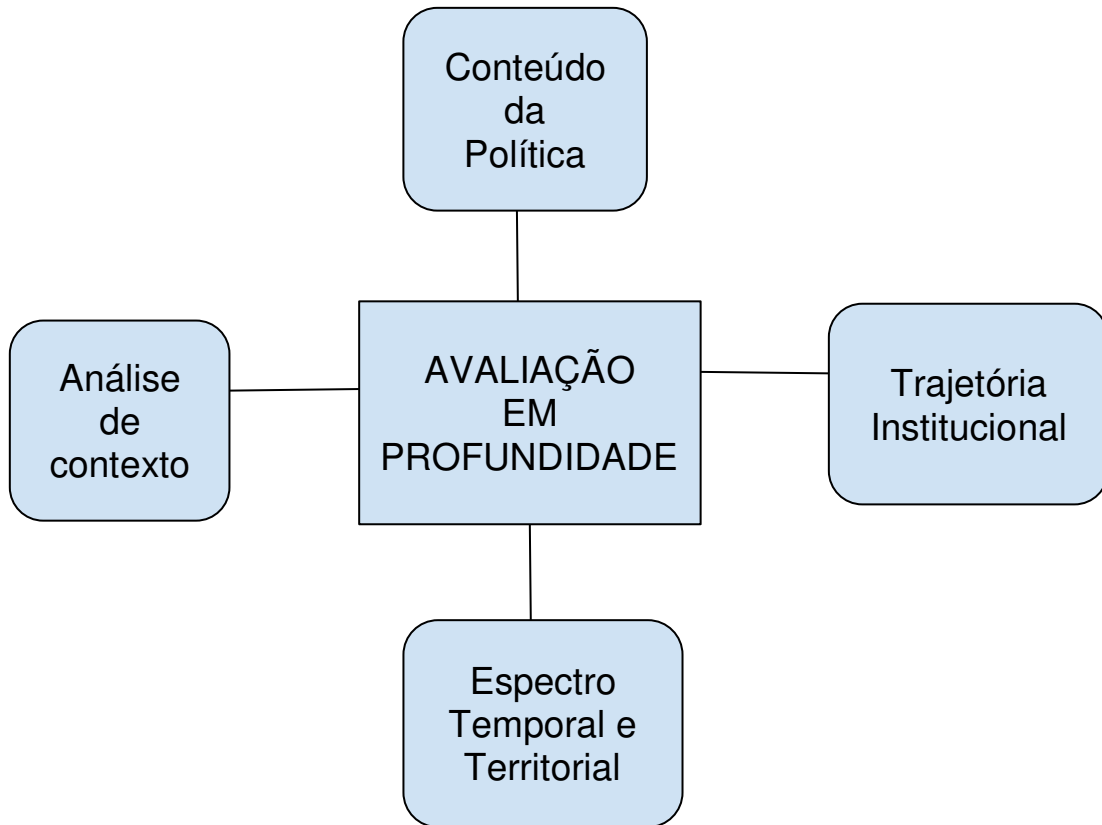 Conteúdo
da
Política
Análise
de
contexto
AVALIAÇÃO
EM
PROFUNDIDADE
Trajetória
Institucional
Espectro
Temporal e
Territorial